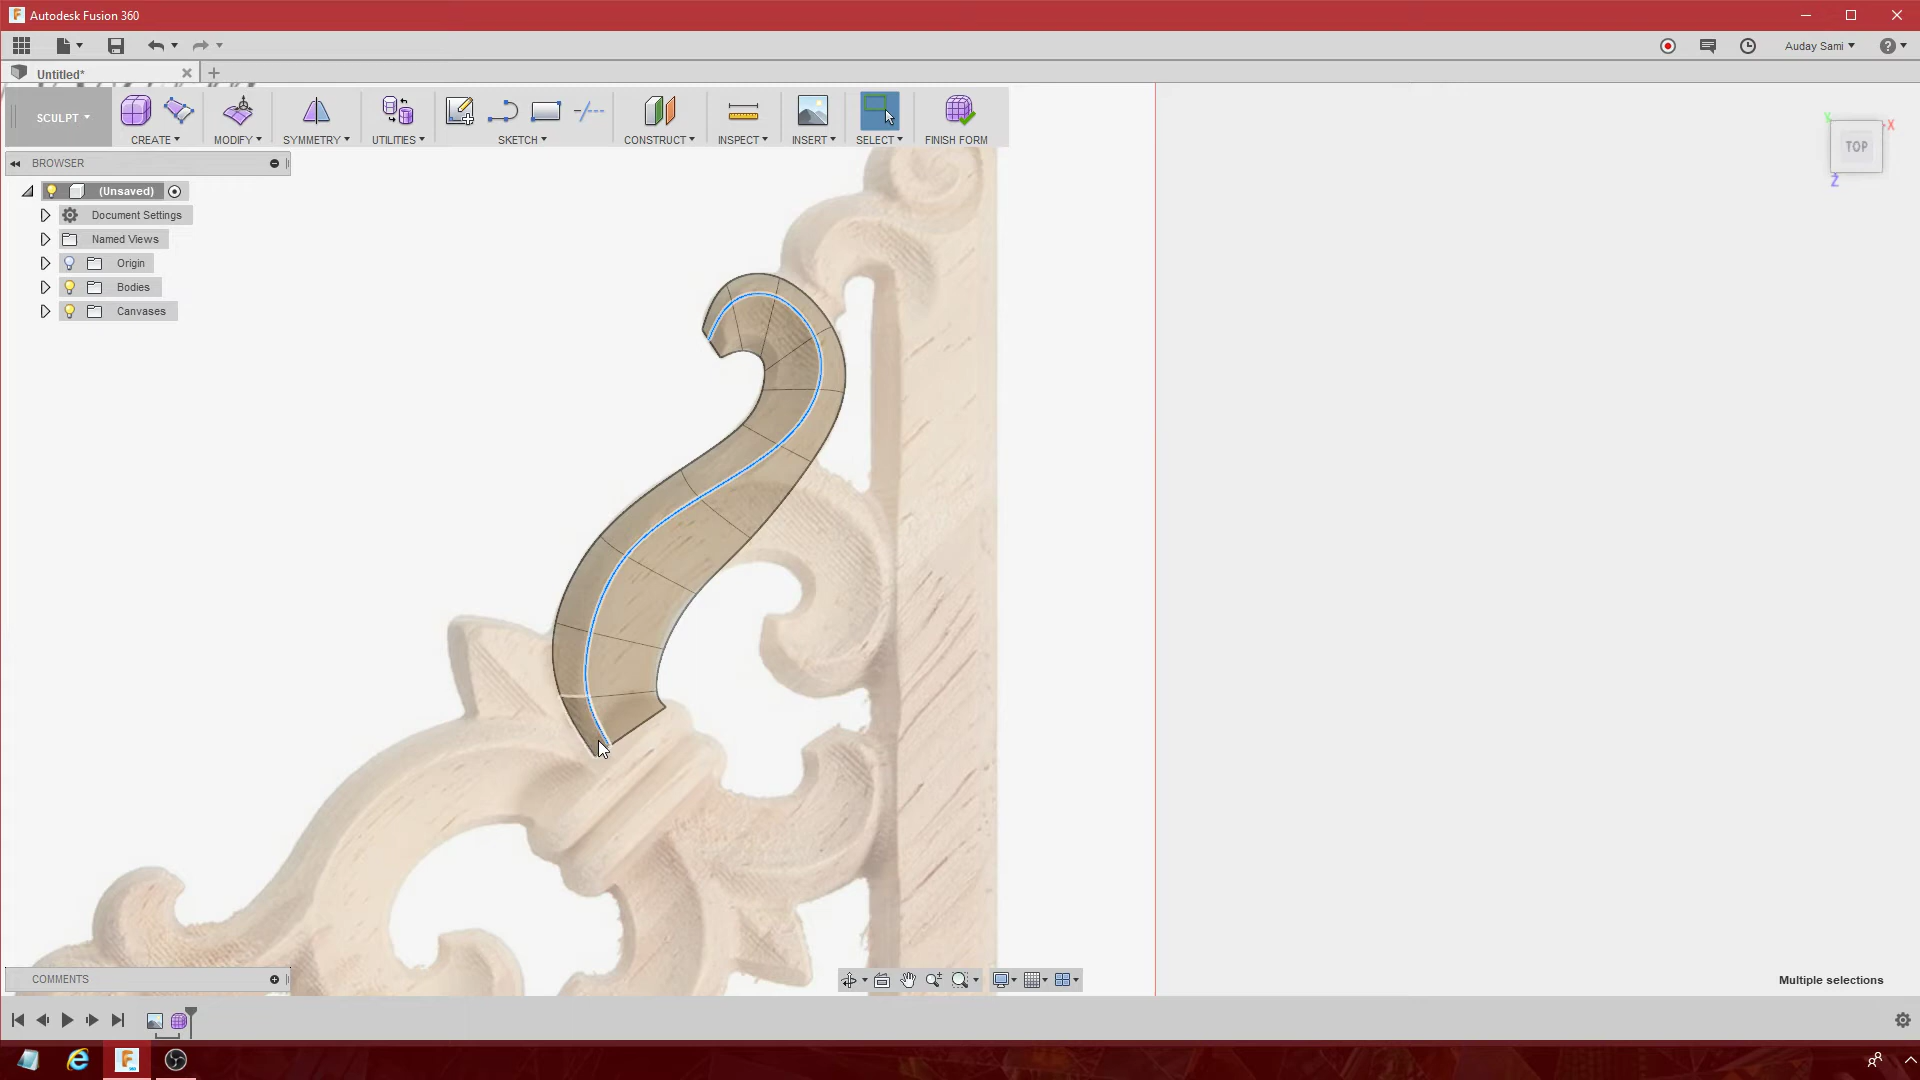 Autodesk Fusion 360
Auday Sami
Untitled*
SCULPT
CREATE
MODIFY
SYMMETRY
UTILITIES
SKETCH
CONSTRUCT
INSPECT
INSERT
SELECT
FINISH FORM
BROWSER
(Unsaved)
Document Settings
Named Views
Origin
Bodies
Canvases
Y
X
TOP
Z
COMMENTS
Multiple selections